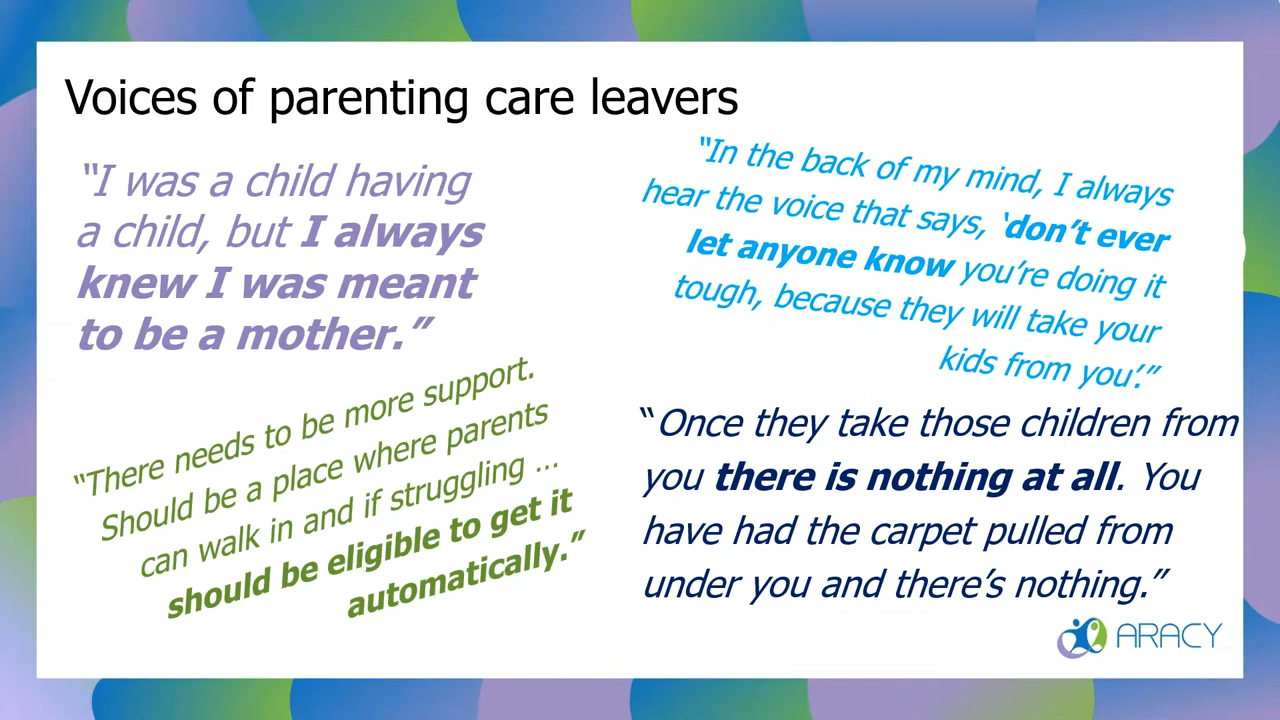 Voices of parenting care leavers
“I was a child having
a child, but I always
knew I was meant
to be a mother.”
“In the back of my mind, I always
hear the voice that says, ‘don’t ever
let anyone know you’re doing it
tough, because they will take your
kids from you’.”
“There needs to be more support.
Should be a place where parents
can walk in and if struggling …
should be eligible to get it
automatically.”
“Once they take those children from
you there is nothing at all. You
have had the carpet pulled from
under you and there’s nothing.”
ARACY